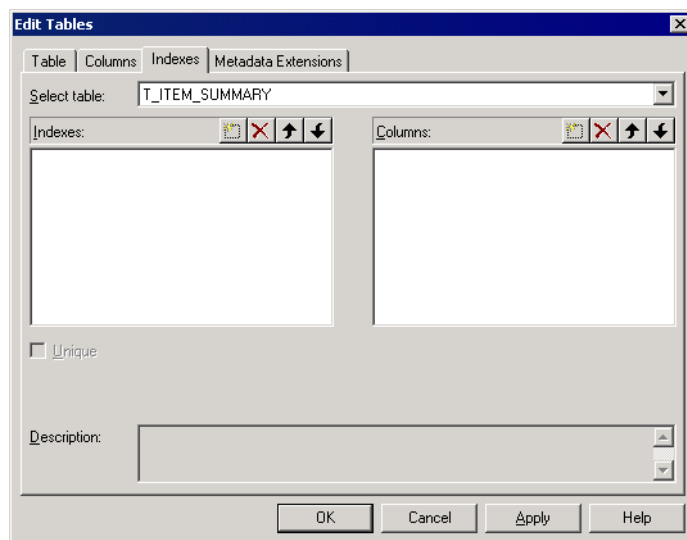 Edit Tables
Table Columns Indexes Metadata Extensions
Select table: T_ITEM_SUMMARY
Indexes: Columns:
Unique
Description:
OK Cancel Apply Help